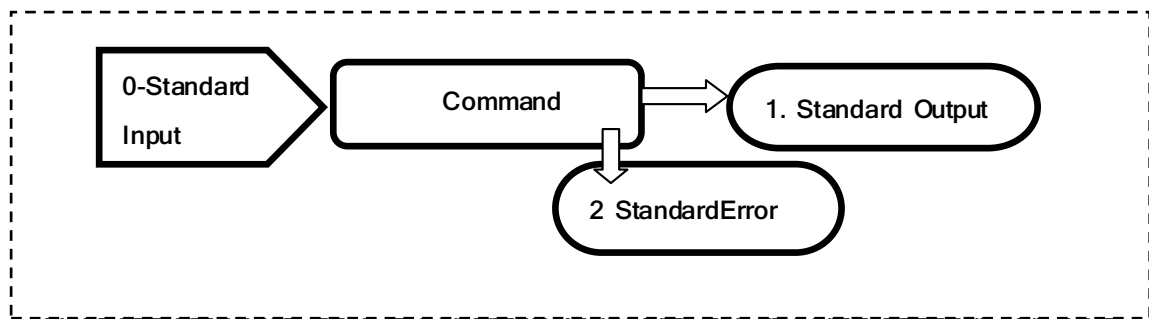 0-Standard
Input
Command
1. Standard Output
2 StandardError